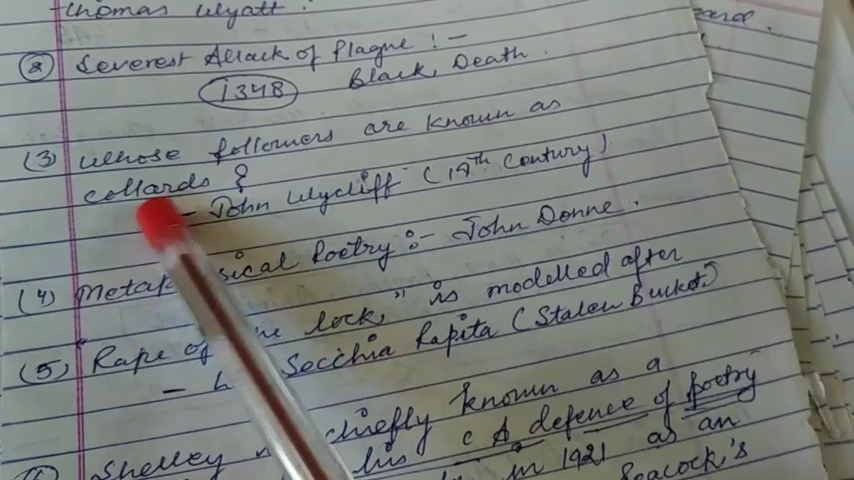 Thomas Wyatt.
(2) Severest Attack of Plague :-
1348 Black Death.
(3) Whose followers are known as
collards ?
- John Wycliff (19th Century)
(4) Metap sical Poetry :- John Donne.
(5) "Rape of lock" is modelled after
- Secchia Rapita (Stolen Bucket)
Shelley chiefly known as a
his A defence of poetry
in 1921 as an
Peacock's